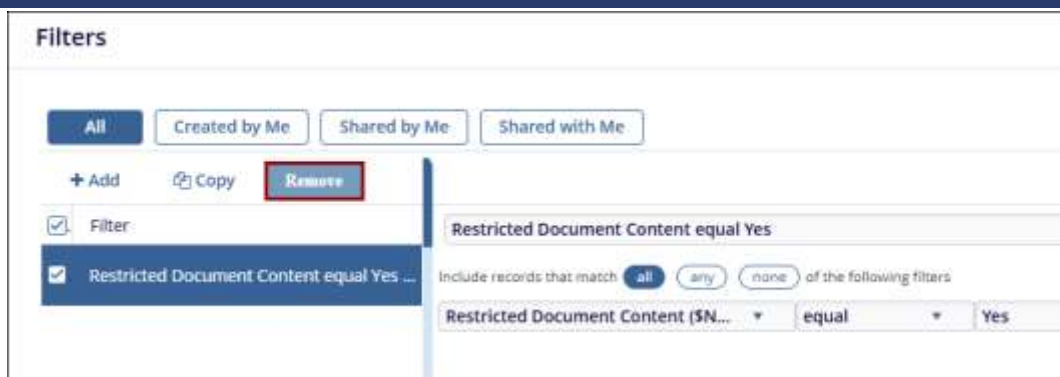 Filters
All Created by Me Shared by Me Shared with Me
+ Add Copy Remove
Filter
Restricted Document Content equal Yes ...
Restricted Document Content equal Yes
Include records that match all any none of the following filters
Restricted Document Content ($N... equal Yes